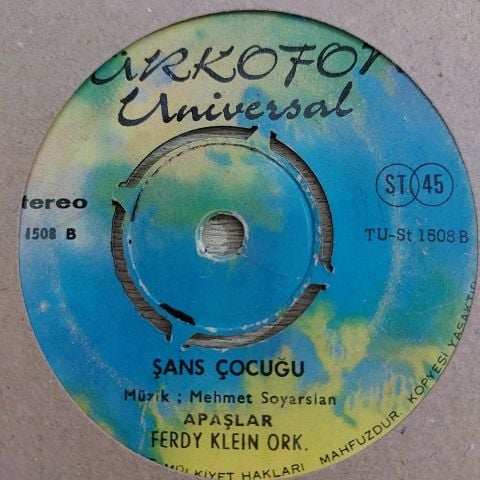 ÜRKOFON
Universal
tereo
1508 B
ST 45
TU-St 1508 B
ŞANS ÇOCUĞU
Müzik ; Mehmet Soyarslan
APAŞLAR
FERDY KLEIN ORK.
MÜLKİYET HAKLARI MAHFUZDUR. KOPYESİ YASAKTIR